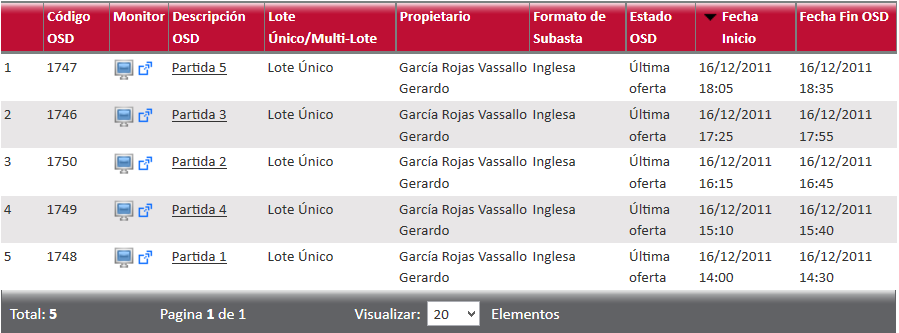 Código OSD Monitor Descripción OSD Lote Único/Multi-Lote Propietario Formato de Subasta Estado OSD Fecha Inicio Fecha Fin OSD
1 1747 Partida 5 Lote Único García Rojas Vassallo Gerardo Inglesa Última oferta 16/12/2011 18:05 16/12/2011 18:35
2 1746 Partida 3 Lote Único García Rojas Vassallo Gerardo Inglesa Última oferta 16/12/2011 17:25 16/12/2011 17:55
3 1750 Partida 2 Lote Único García Rojas Vassallo Gerardo Inglesa Última oferta 16/12/2011 16:15 16/12/2011 16:45
4 1749 Partida 4 Lote Único García Rojas Vassallo Gerardo Inglesa Última oferta 16/12/2011 15:10 16/12/2011 15:40
5 1748 Partida 1 Lote Único García Rojas Vassallo Gerardo Inglesa Última oferta 16/12/2011 14:00 16/12/2011 14:30
Total: 5 Pagina 1 de 1 Visualizar: 20 Elementos